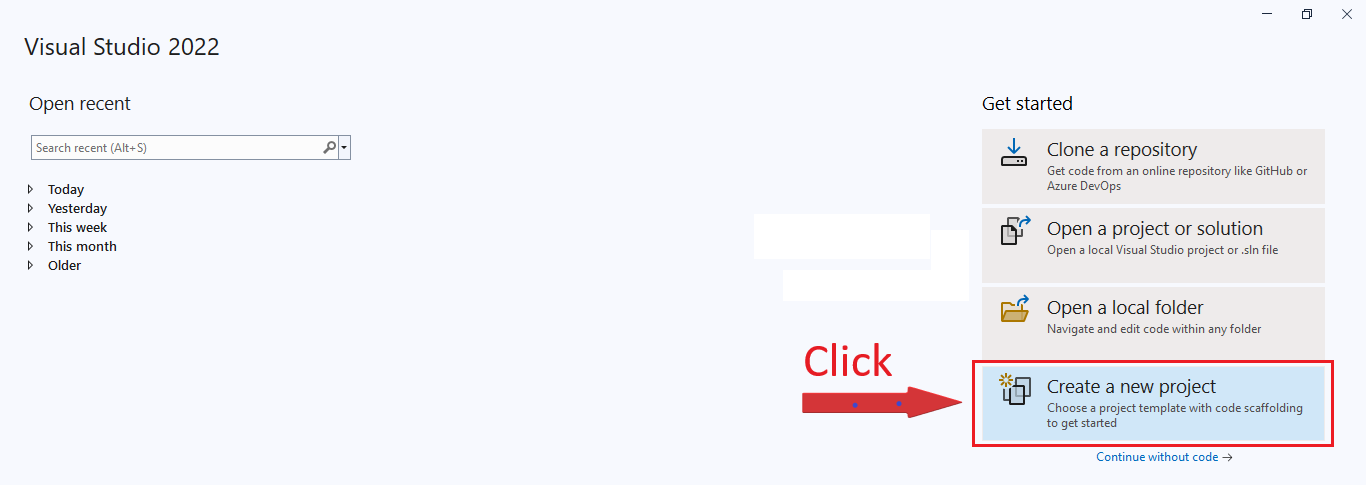 Visual Studio 2022
Open recent
Search recent (Alt+S)
Today
Yesterday
This week
This month
Older
Get started
Clone a repository
Get code from an online repository like GitHub or
Azure DevOps
Open a project or solution
Open a local Visual Studio project or .sln file
Open a local folder
Navigate and edit code within any folder
Click
Create a new project
Choose a project template with code scaffolding
to get started
Continue without code →